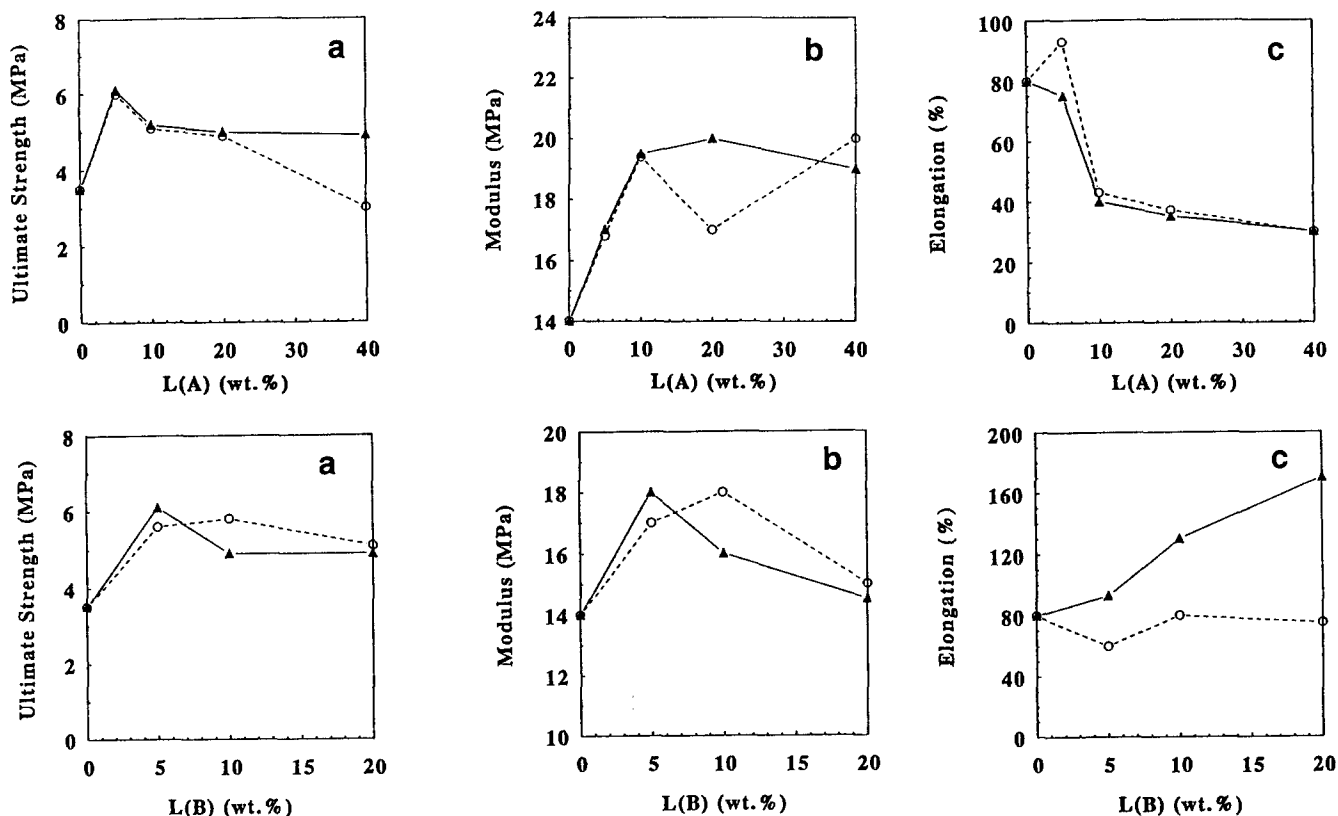 a
Ultimate Strength (MPa)
8
6
4
2
0
0 10 20 30 40
L(A) (wt.%)
b
Modulus (MPa)
24
22
20
18
16
14
0 10 20 30 40
L(A) (wt.%)
c
Elongation (%)
100
80
60
40
20
0
0 10 20 30 40
L(A) (wt.%)
a
Ultimate Strength (MPa)
8
6
4
2
0
0 5 10 15 20
L(B) (wt.%)
b
Modulus (MPa)
20
18
16
14
12
10
0 5 10 15 20
L(B) (wt.%)
c
Elongation (%)
200
160
120
80
40
0
0 5 10 15 20
L(B) (wt.%)